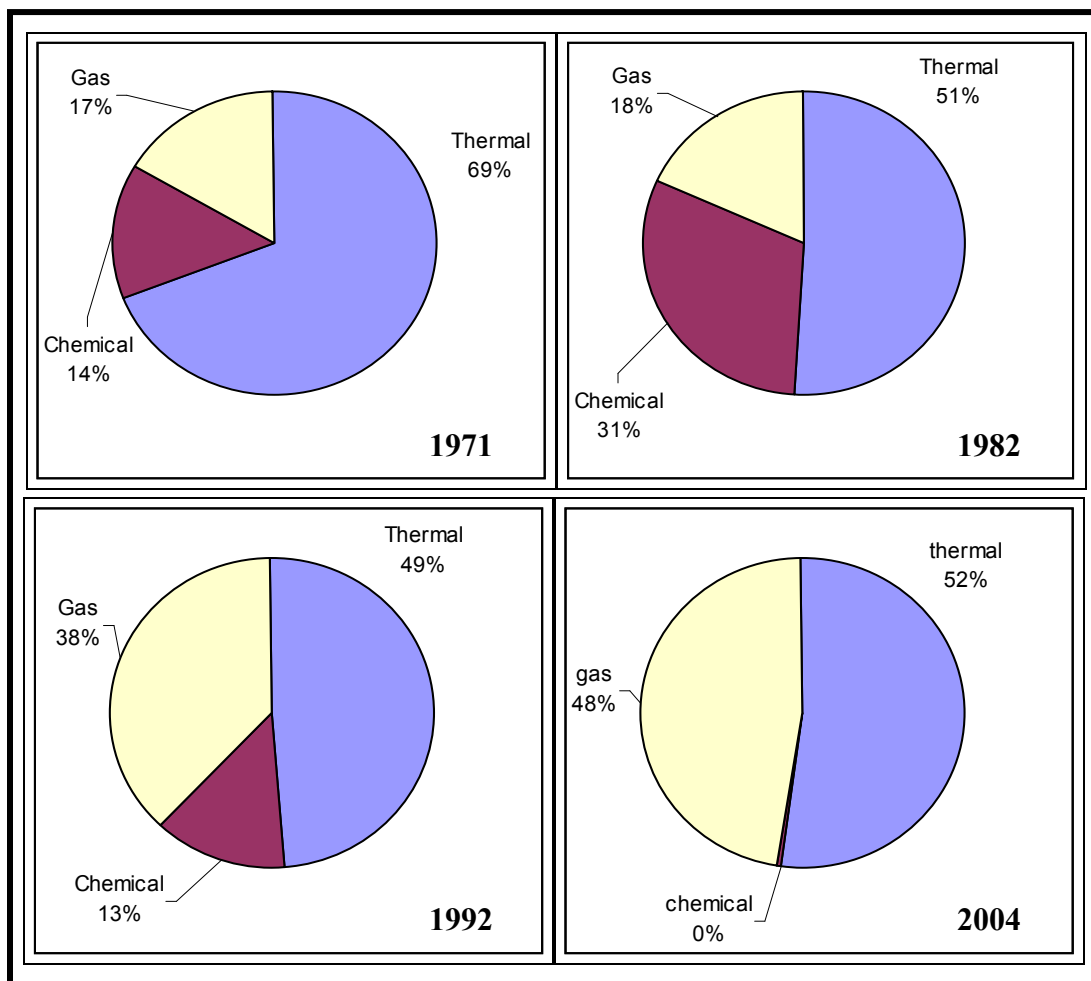 Gas
17%
Thermal
69%
Chemical
14%
1971
Thermal
51%
Gas
18%
Chemical
31%
1982
Thermal
49%
Gas
38%
Chemical
13%
1992
thermal
52%
gas
48%
chemical
0%
2004